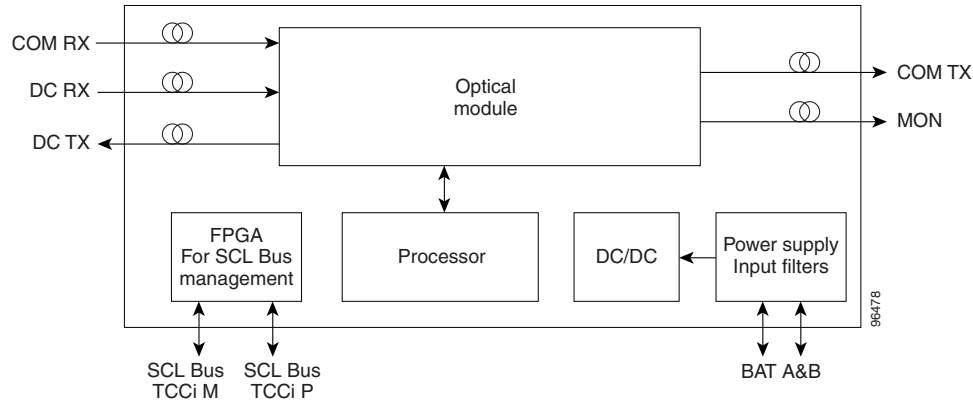 COM RX
DC RX
DC TX
Optical
module
COM TX
MON
FPGA
For SCL Bus
management
Processor
DC/DC
Power supply
Input filters
96478
SCL Bus
TCCi M
SCL Bus
TCCi P
BAT A&B